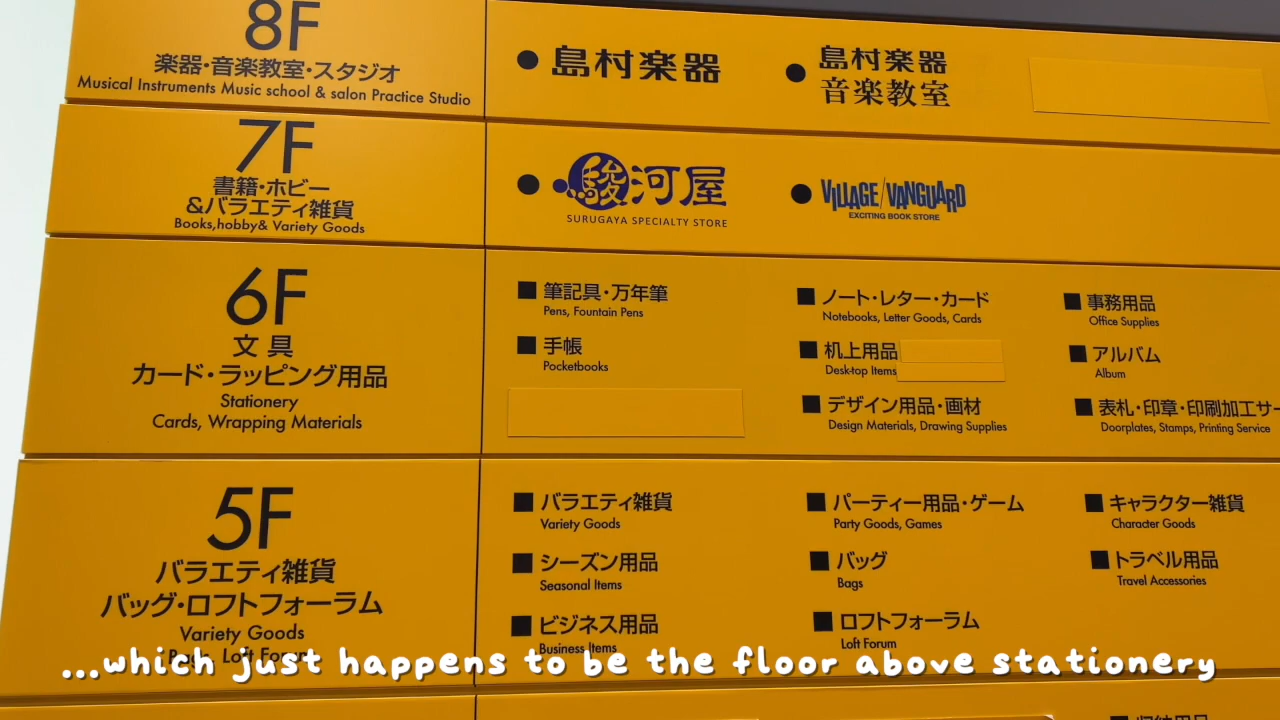 8F
楽器・音楽教室・スタジオ
Musical Instruments Music school & salon Practice Studio
島村楽器
島村楽器
音楽教室
7F
書籍・ホビー
&バラエティ雑貨
Books,hobby& Variety Goods
駿河屋
SURUGAYA SPECIALTY STORE
VILLAGE/VANGUARD
EXCITING BOOK STORE
6F
文具
カード・ラッピング用品
Stationery
Cards, Wrapping Materials
筆記具・万年筆
Pens, Fountain Pens
ノート・レター・カード
Notebooks, Letter Goods, Cards
事務用品
Office Supplies
手帳
Pocketbooks
机上用品
Desk-top Items
アルバム
Album
デザイン用品・画材
Design Materials, Drawing Supplies
表札・印章・印刷加工サー
Doorplates, Stamps, Printing Service
5F
バラエティ雑貨
バッグ・ロフトフォーラム
Variety Goods
Bags, Loft Forum
バラエティ雑貨
Variety Goods
パーティー用品・ゲーム
Party Goods, Games
キャラクター雑貨
Character Goods
シーズン用品
Seasonal Items
バッグ
Bags
トラベル用品
Travel Accessories
ビジネス用品
Business Items
ロフトフォーラム
Loft Forum
...which just happens to be the floor above stationery